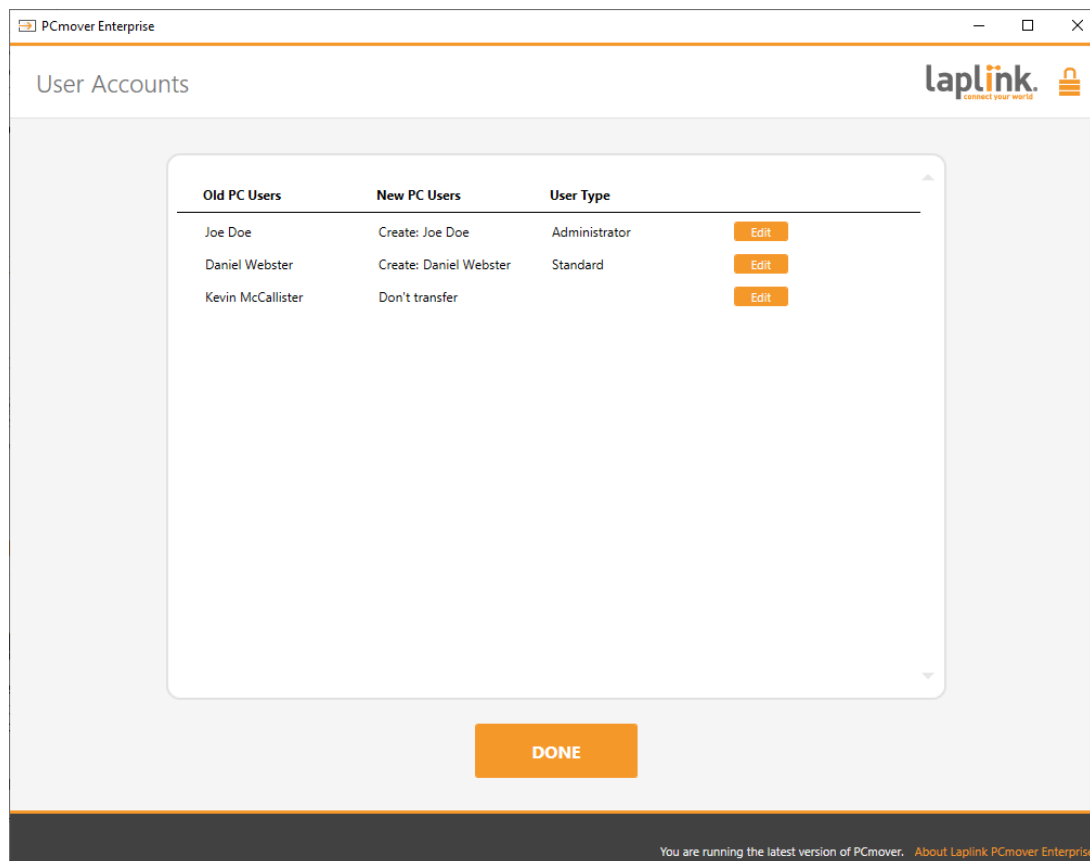 PCmover Enterprise
User Accounts
laplink.
connect your world
Old PC Users New PC Users User Type
Joe Doe Create: Joe Doe Administrator Edit
Daniel Webster Create: Daniel Webster Standard Edit
Kevin McCallister Don't transfer Edit
DONE
You are running the latest version of PCmover. About Laplink PCmover Enterprise